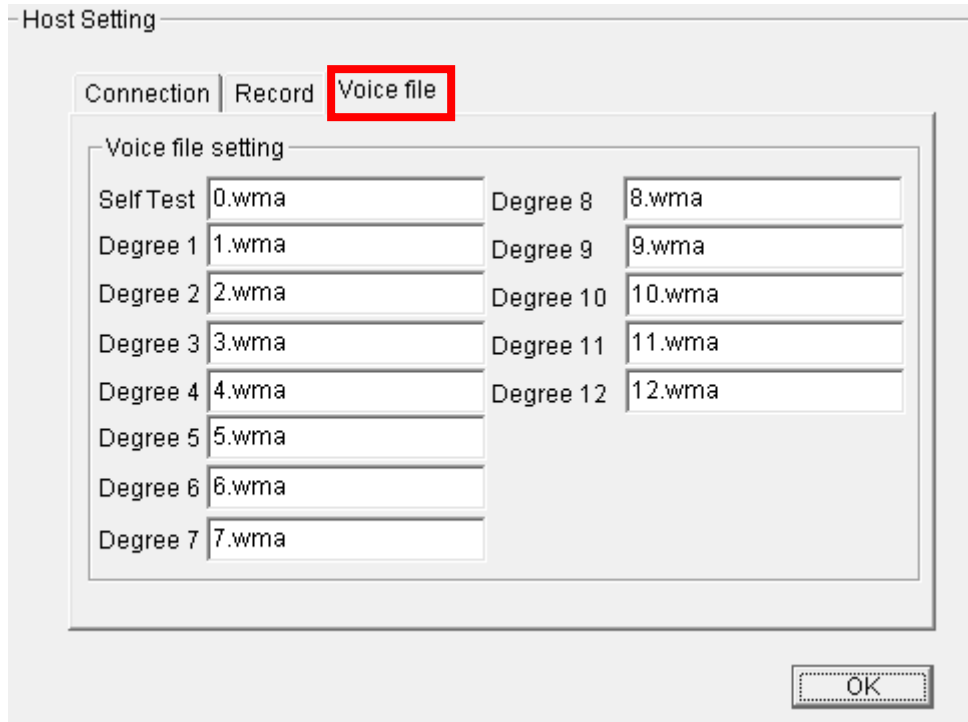 Host Setting
Connection Record Voice file
Voice file setting
Self Test 0.wma Degree 8 8.wma
Degree 1 1.wma Degree 9 9.wma
Degree 2 2.wma Degree 10 10.wma
Degree 3 3.wma Degree 11 11.wma
Degree 4 4.wma Degree 12 12.wma
Degree 5 5.wma
Degree 6 6.wma
Degree 7 7.wma
OK